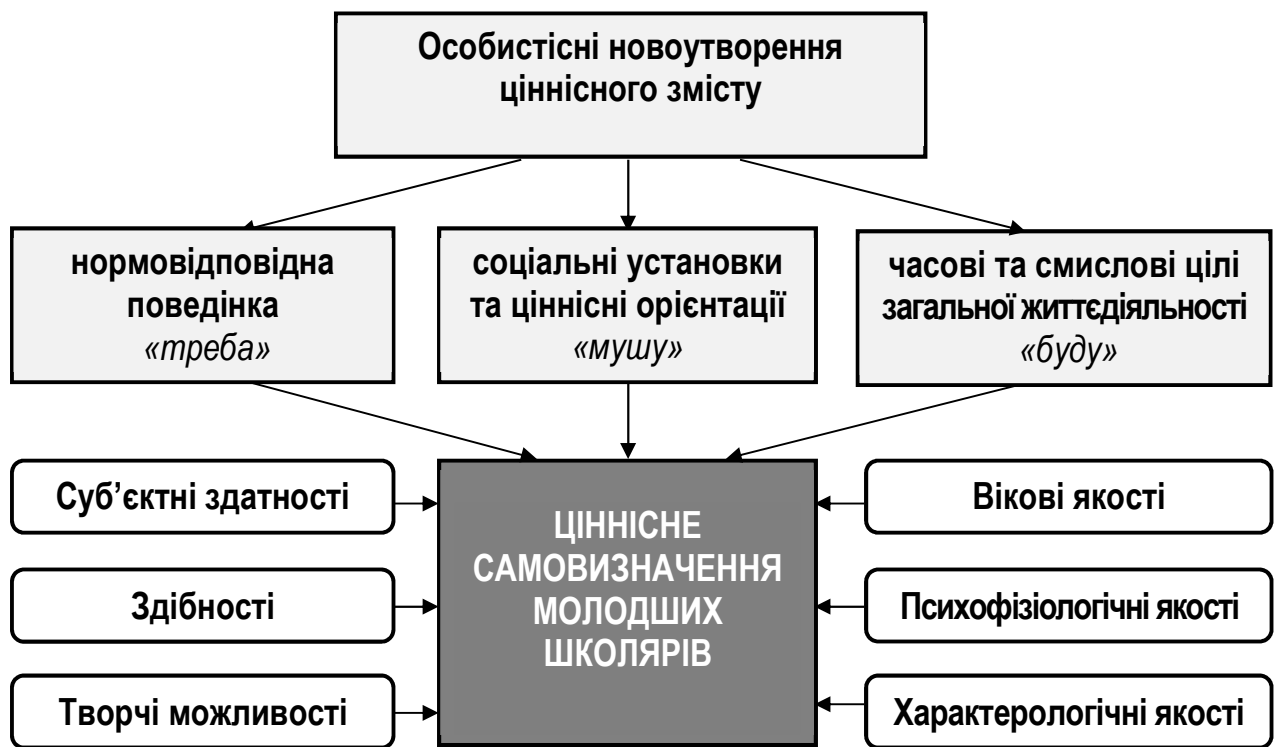 Особистісні новоутворення
ціннісного змісту
нормовідповідна
поведінка
«треба»
соціальні установки
та ціннісні орієнтації
«мушу»
часові та смислові цілі
загальної життєдіяльності
«буду»
Суб’єктні здатності
Здібності
Творчі можливості
ЦІННІСНЕ
САМОВИЗНАЧЕННЯ
МОЛОДШИХ
ШКОЛЯРІВ
Вікові якості
Психофізіологічні якості
Характерологічні якості